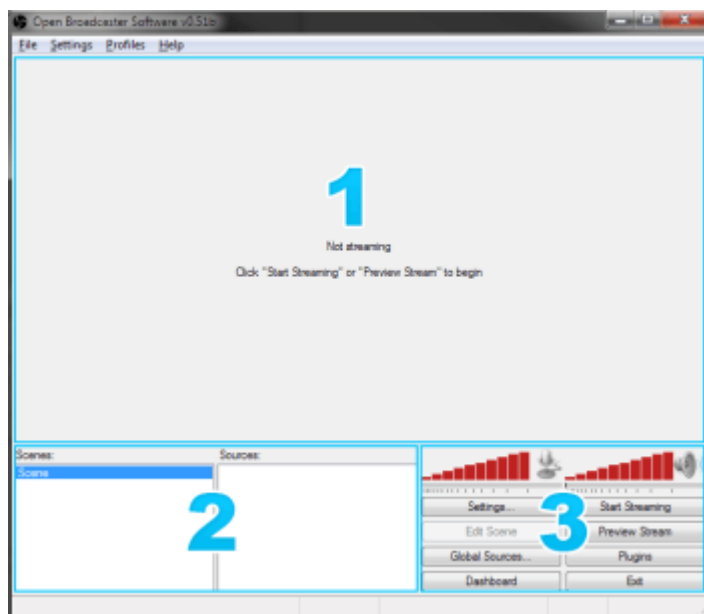 Open Broadcaster Software v0.51b
File Settings Profiles Help
1
Not streaming
Click "Start Streaming" or "Preview Stream" to begin
Scenes: Sources:
Scene
2
3
Settings... Start Streaming
Edit Scene Preview Stream
Global Sources... Plugins
Dashboard Exit